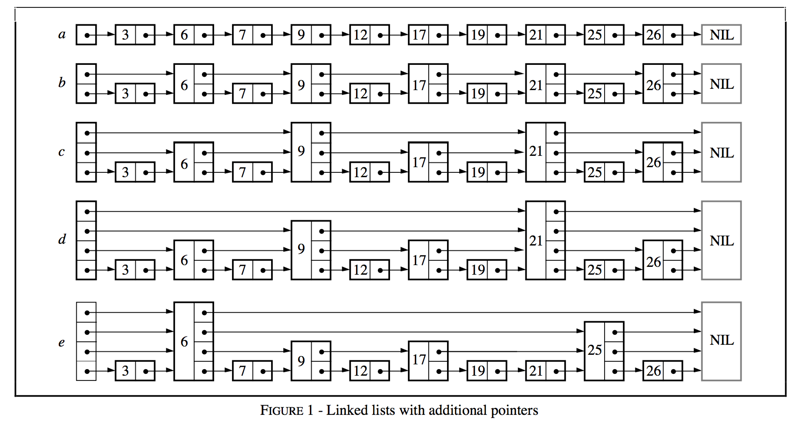 a 3 6 7 9 12 17 19 21 25 26 NIL
b 3 6 7 9 12 17 19 21 25 26 NIL
c 3 6 7 9 12 17 19 21 25 26 NIL
d 3 6 7 9 12 17 19 21 25 26 NIL
e 3 6 7 9 12 17 19 21 25 26 NIL
FIGURE 1 - Linked lists with additional pointers